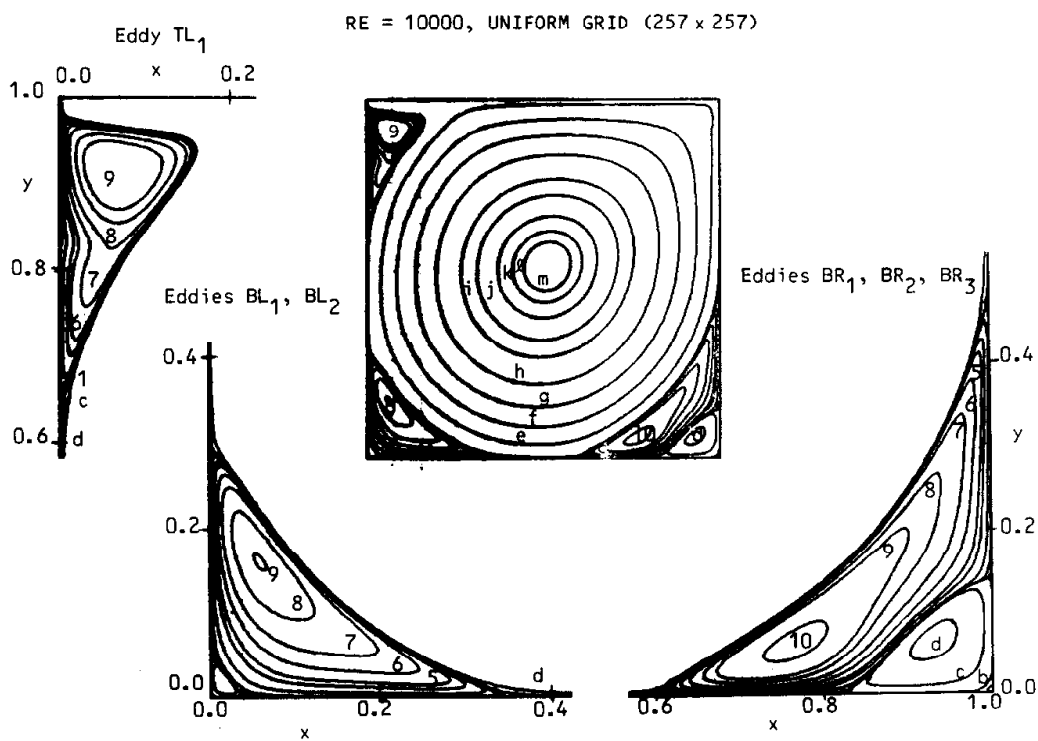 RE = 10000, UNIFORM GRID (257 x 257)
Eddy TL1
x
0.0
0.2
1.0
y
0.8
0.6
9
8
7
6
1
c
d
9
i
j
k
l
m
h
g
f
e
10
Eddies BL1, BL2
0.4
0.2
0.0
9
8
7
6
5
d
0.0
0.2
0.4
x
Eddies BR1, BR2, BR3
0.4
y
0.2
0.0
5
6
7
8
9
10
d
c
b
0.6
0.8
1.0
x